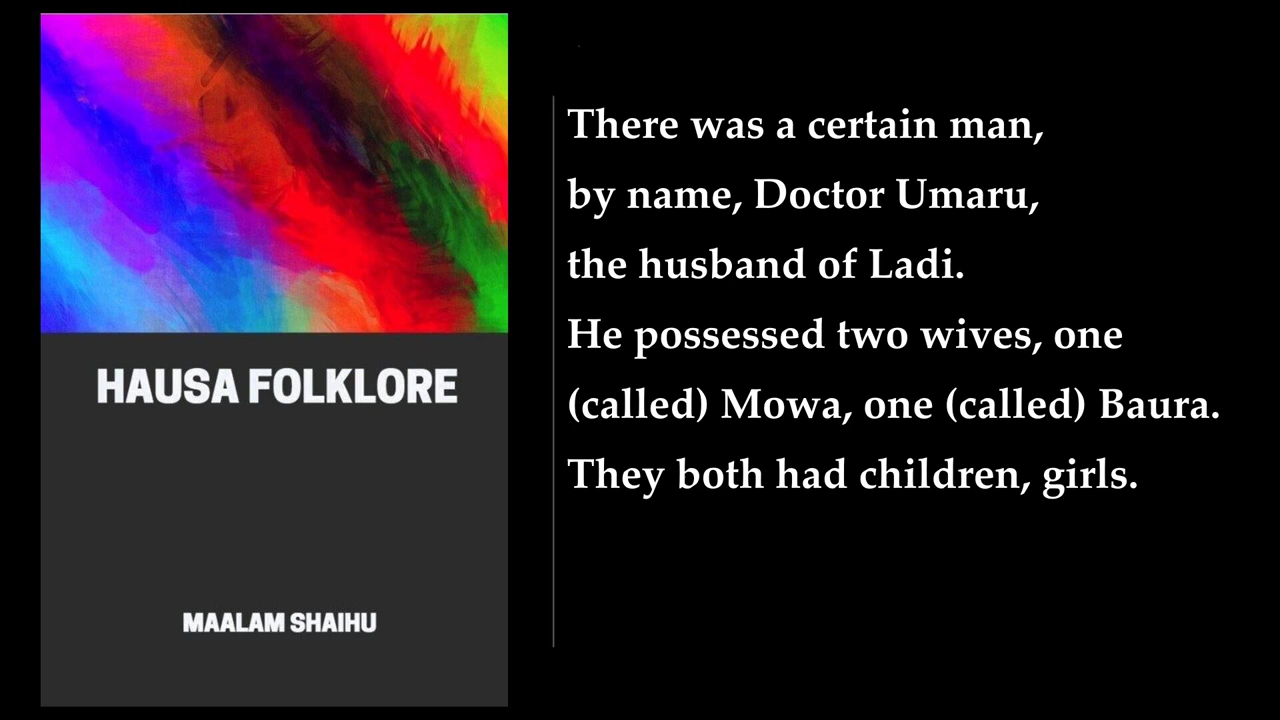 HAUSA FOLKLORE
MAALAM SHAIHU
There was a certain man,
by name, Doctor Umaru,
the husband of Ladi.
He possessed two wives, one
(called) Mowa, one (called) Baura.
They both had children, girls.